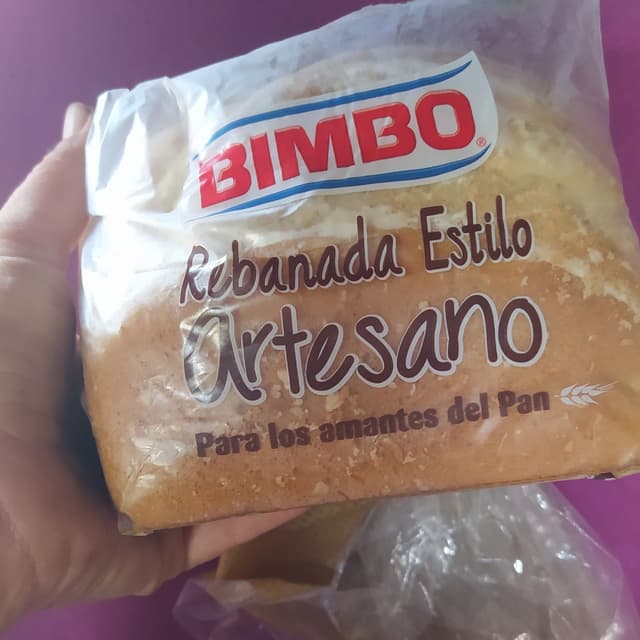 BIMBO®
Rebanada Estilo
artesano
Para los amantes del Pan